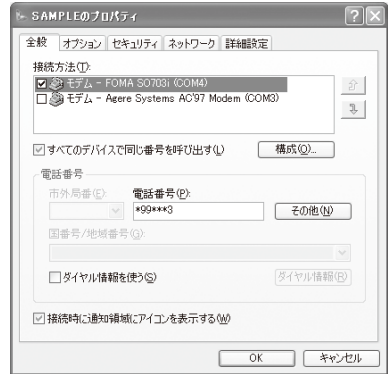 SAMPLEのプロパティ
全般 オプション セキュリティ ネットワーク 詳細設定
接続方法(T):
モデム - FOMA SO703i (COM4)
モデム - Agere Systems AC'97 Modem (COM3)
すべてのデバイスで同じ番号を呼び出す(L) 構成(O)...
電話番号
市外局番(E): 電話番号(P):
*99***3 その他(N)
国番号/地域番号(G):
ダイヤル情報を使う(S) ダイヤル情報(R)
接続時に通知領域にアイコンを表示する(W)
OK キャンセル